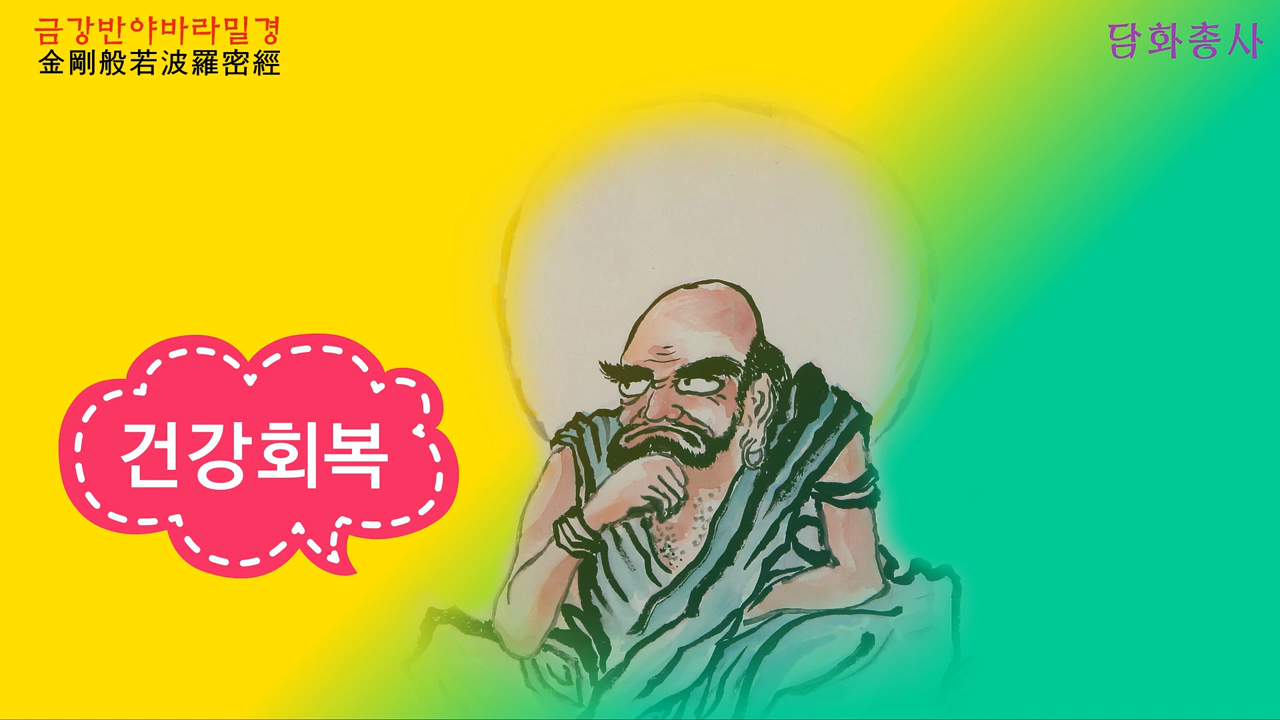 금강반야바라밀경
金剛般若波羅密經
담화총사
건강회복